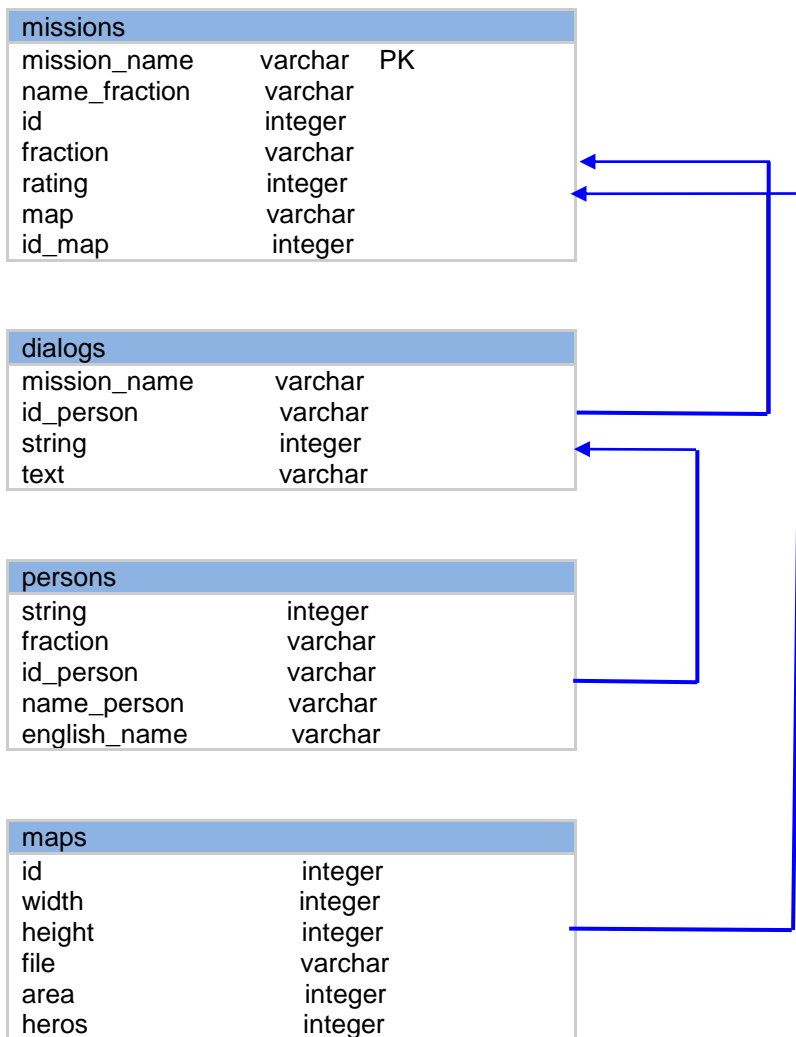 missions
mission_name varchar PK
name_fraction varchar
id integer
fraction varchar
rating integer
map varchar
id_map integer
dialogs
mission_name varchar
id_person varchar
string integer
text varchar
persons
string integer
fraction varchar
id_person varchar
name_person varchar
english_name varchar
maps
id integer
width integer
height integer
file varchar
area integer
heros integer